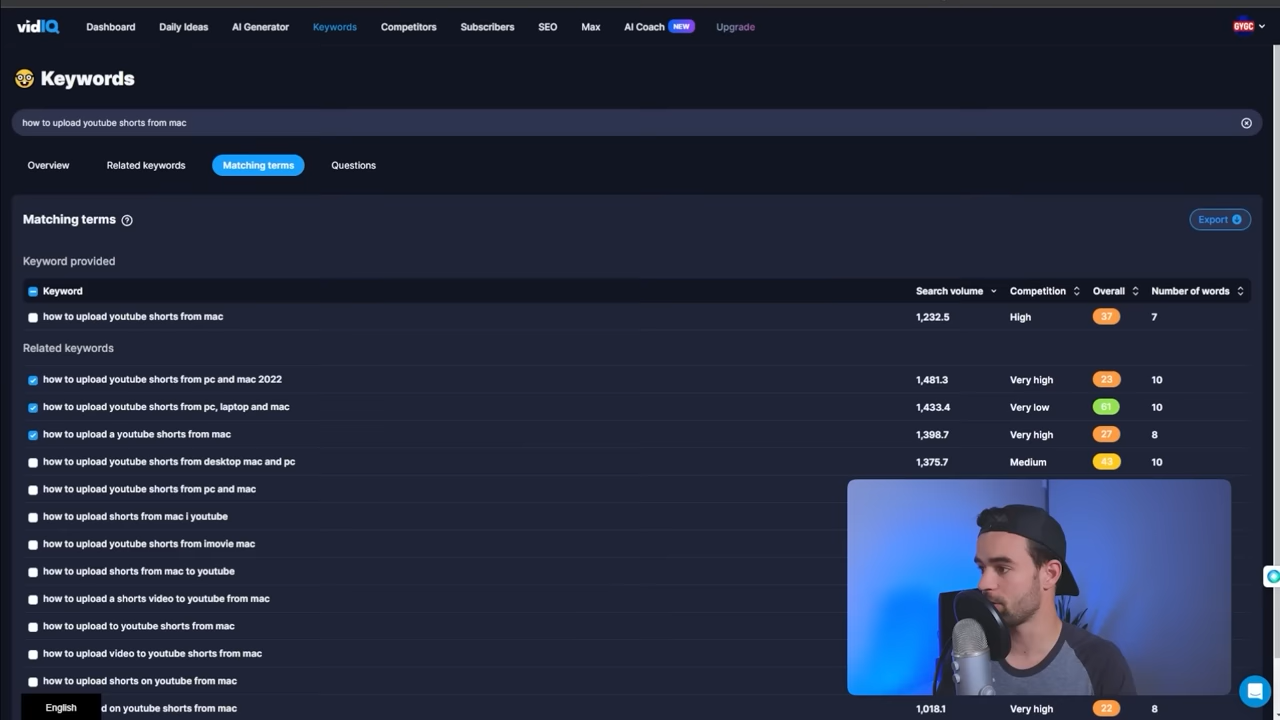 vidIQ Dashboard Daily Ideas AI Generator Keywords Competitors Subscribers SEO Max AI Coach NEW Upgrade GYGC
Keywords
how to upload youtube shorts from mac
Overview Related keywords Matching terms Questions
Matching terms Export
Keyword provided
Keyword Search volume Competition Overall Number of words
how to upload youtube shorts from mac 1,232.5 High 37 7
Related keywords
how to upload youtube shorts from pc and mac 2022 1,481.3 Very high 23 10
how to upload youtube shorts from pc, laptop and mac 1,433.4 Very low 61 10
how to upload a youtube shorts from mac 1,398.7 Very high 27 8
how to upload youtube shorts from desktop mac and pc 1,375.7 Medium 43 10
how to upload youtube shorts from pc and mac
how to upload shorts from mac i youtube
how to upload youtube shorts from imovie mac
how to upload shorts from mac to youtube
how to upload a shorts video to youtube from mac
how to upload to youtube shorts from mac
how to upload video to youtube shorts from mac
how to upload shorts on youtube from mac
d on youtube shorts from mac 1,018.1 Very high 22 8
English